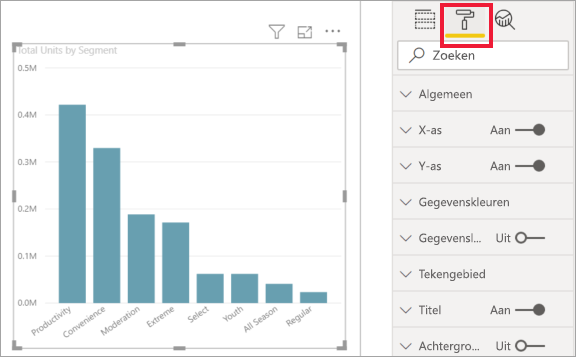 Total Units by Segment
0.5M
0.4M
0.3M
0.2M
0.1M
0.0M
Productivity
Convenience
Moderation
Extreme
Select
Youth
All Season
Regular
Zoeken
Algemeen
X-as Aan
Y-as Aan
Gegevenskleuren
Gegevensl... Uit
Tekengebied
Titel Aan
Achtergro... Uit